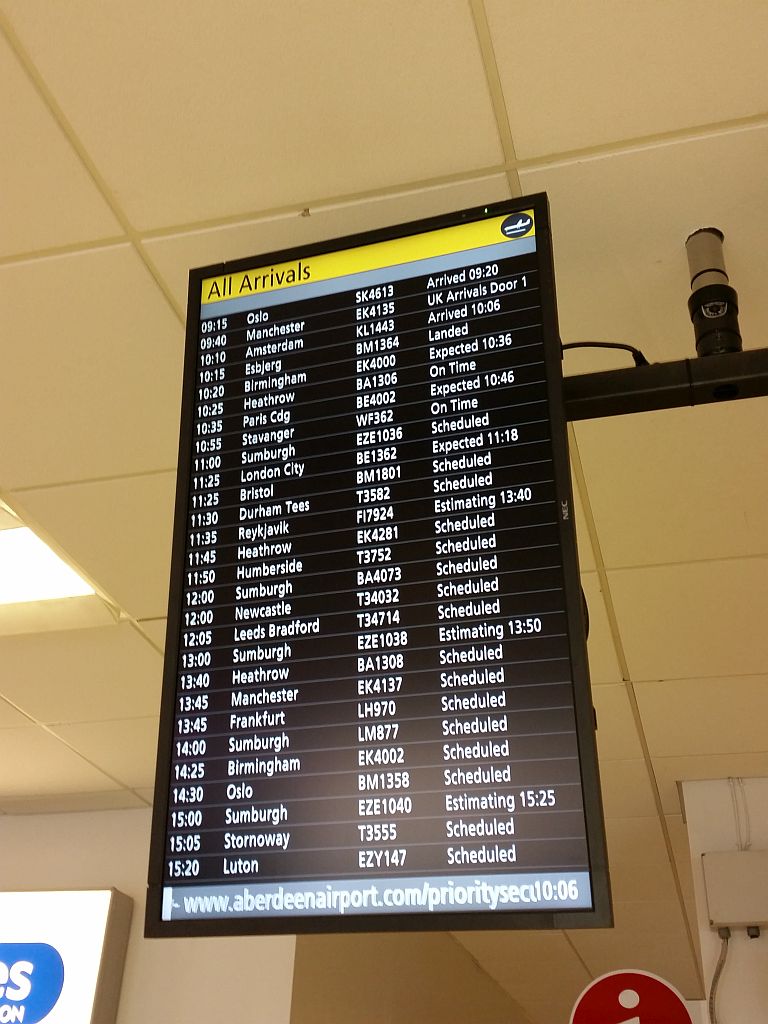 All Arrivals
09:15 Oslo SK4613 Arrived 09:20
09:40 Manchester EK4135 UK Arrivals Door 1
10:10 Amsterdam KL1443 Arrived 10:06
10:15 Esbjerg BM1364 Landed
10:20 Birmingham EK4000 Expected 10:36
10:25 Heathrow BA1306 On Time
10:35 Paris Cdg BE4002 Expected 10:46
10:55 Stavanger WF362 On Time
11:00 Sumburgh EZE1036 Scheduled
11:25 London City BE1362 Expected 11:18
11:25 Bristol BM1801 Scheduled
11:30 Durham Tees T3582 Scheduled
11:35 Reykjavik FI7924 Estimating 13:40
11:45 Heathrow EK4281 Scheduled
11:50 Humberside T3752 Scheduled
12:00 Sumburgh BA4073 Scheduled
12:00 Newcastle T34032 Scheduled
12:05 Leeds Bradford T34714 Scheduled
13:00 Sumburgh EZE1038 Estimating 13:50
13:40 Heathrow BA1308 Scheduled
13:45 Manchester EK4137 Scheduled
13:45 Frankfurt LH970 Scheduled
14:00 Sumburgh LM877 Scheduled
14:25 Birmingham EK4002 Scheduled
14:30 Oslo BM1358 Scheduled
15:00 Sumburgh EZE1040 Estimating 15:25
15:05 Stornoway T3555 Scheduled
15:20 Luton EZY147 Scheduled
www.aberdeenairport.com/prioritysecu 10:06
NEC
es
ON
i